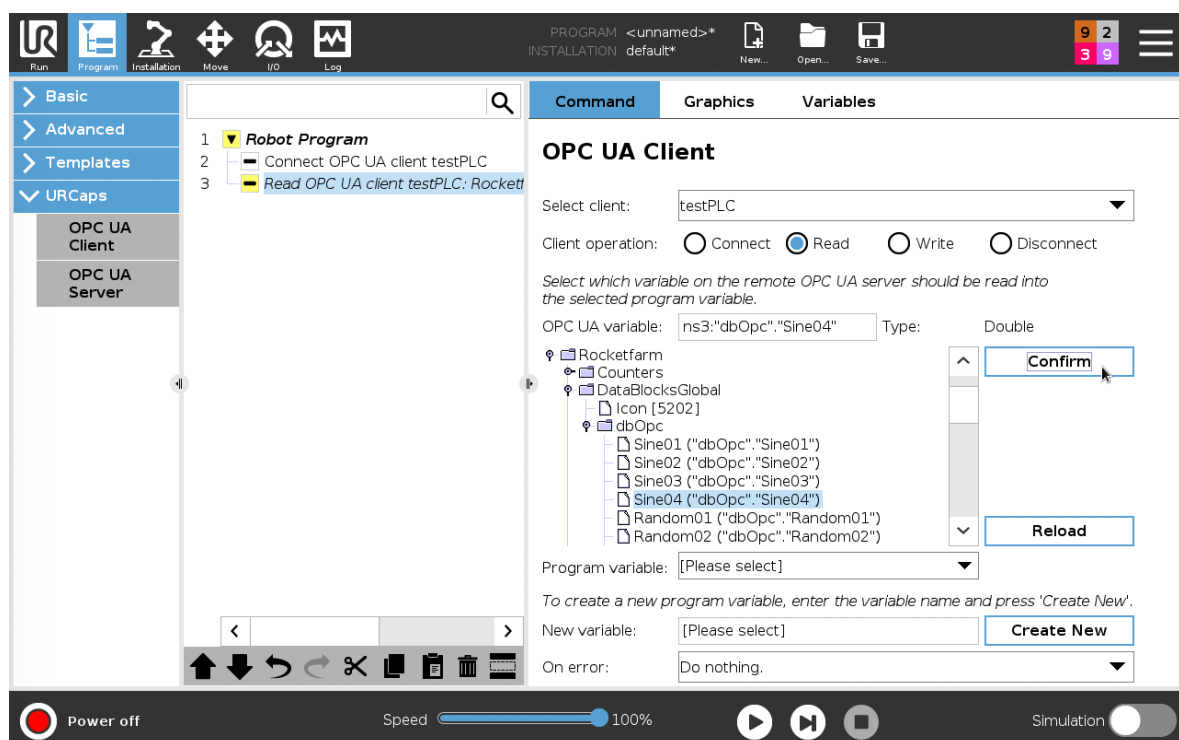 PROGRAM <unnamed>*
INSTALLATION default*
UR
Run
Program
Installation
Move
I/O
Log
New...
Open...
Save...
9 2
3 9
Basic
Advanced
Templates
URCaps
OPC UA
Client
OPC UA
Server
1 Robot Program
2 Connect OPC UA client testPLC
3 Read OPC UA client testPLC: Rocketf
Command Graphics Variables
OPC UA Client
Select client: testPLC
Client operation: Connect Read Write Disconnect
Select which variable on the remote OPC UA server should be read into
the selected program variable.
OPC UA variable: ns3:"dbOpc"."Sine04" Type: Double
Rocketfarm
Counters
DataBlocksGlobal
Icon [5202]
dbOpc
Sine01 ("dbOpc"."Sine01")
Sine02 ("dbOpc"."Sine02")
Sine03 ("dbOpc"."Sine03")
Sine04 ("dbOpc"."Sine04")
Random01 ("dbOpc"."Random01")
Random02 ("dbOpc"."Random02")
Confirm
Reload
Program variable: [Please select]
To create a new program variable, enter the variable name and press 'Create New'.
New variable: [Please select] Create New
On error: Do nothing.
Power off
Speed 100%
Simulation